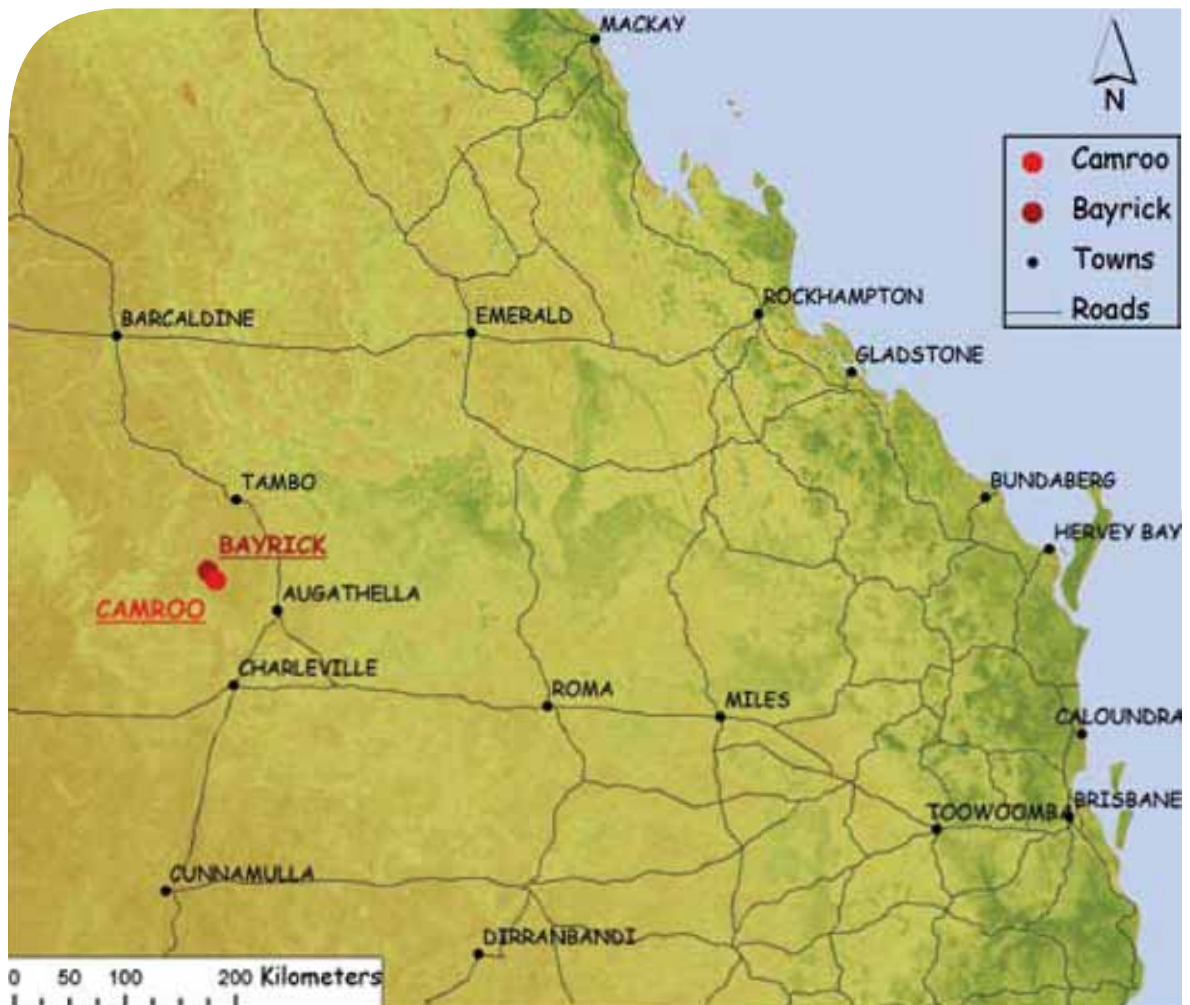 MACKAY
N
Camroo
Bayrick
Towns
Roads
ROCKHAMPTON
BARCALDINE
EMERALD
GLADSTONE
TAMBO
BUNDABERG
BAYRICK
HERVEY BAY
CAMROO
AUGATHELLA
CHARLEVILLE
ROMA
MILES
CALOUNDRA
TOOWOOMBA
BRISBANE
CUNNAMULLA
DIRRANBANDI
0 50 100 200 Kilometers